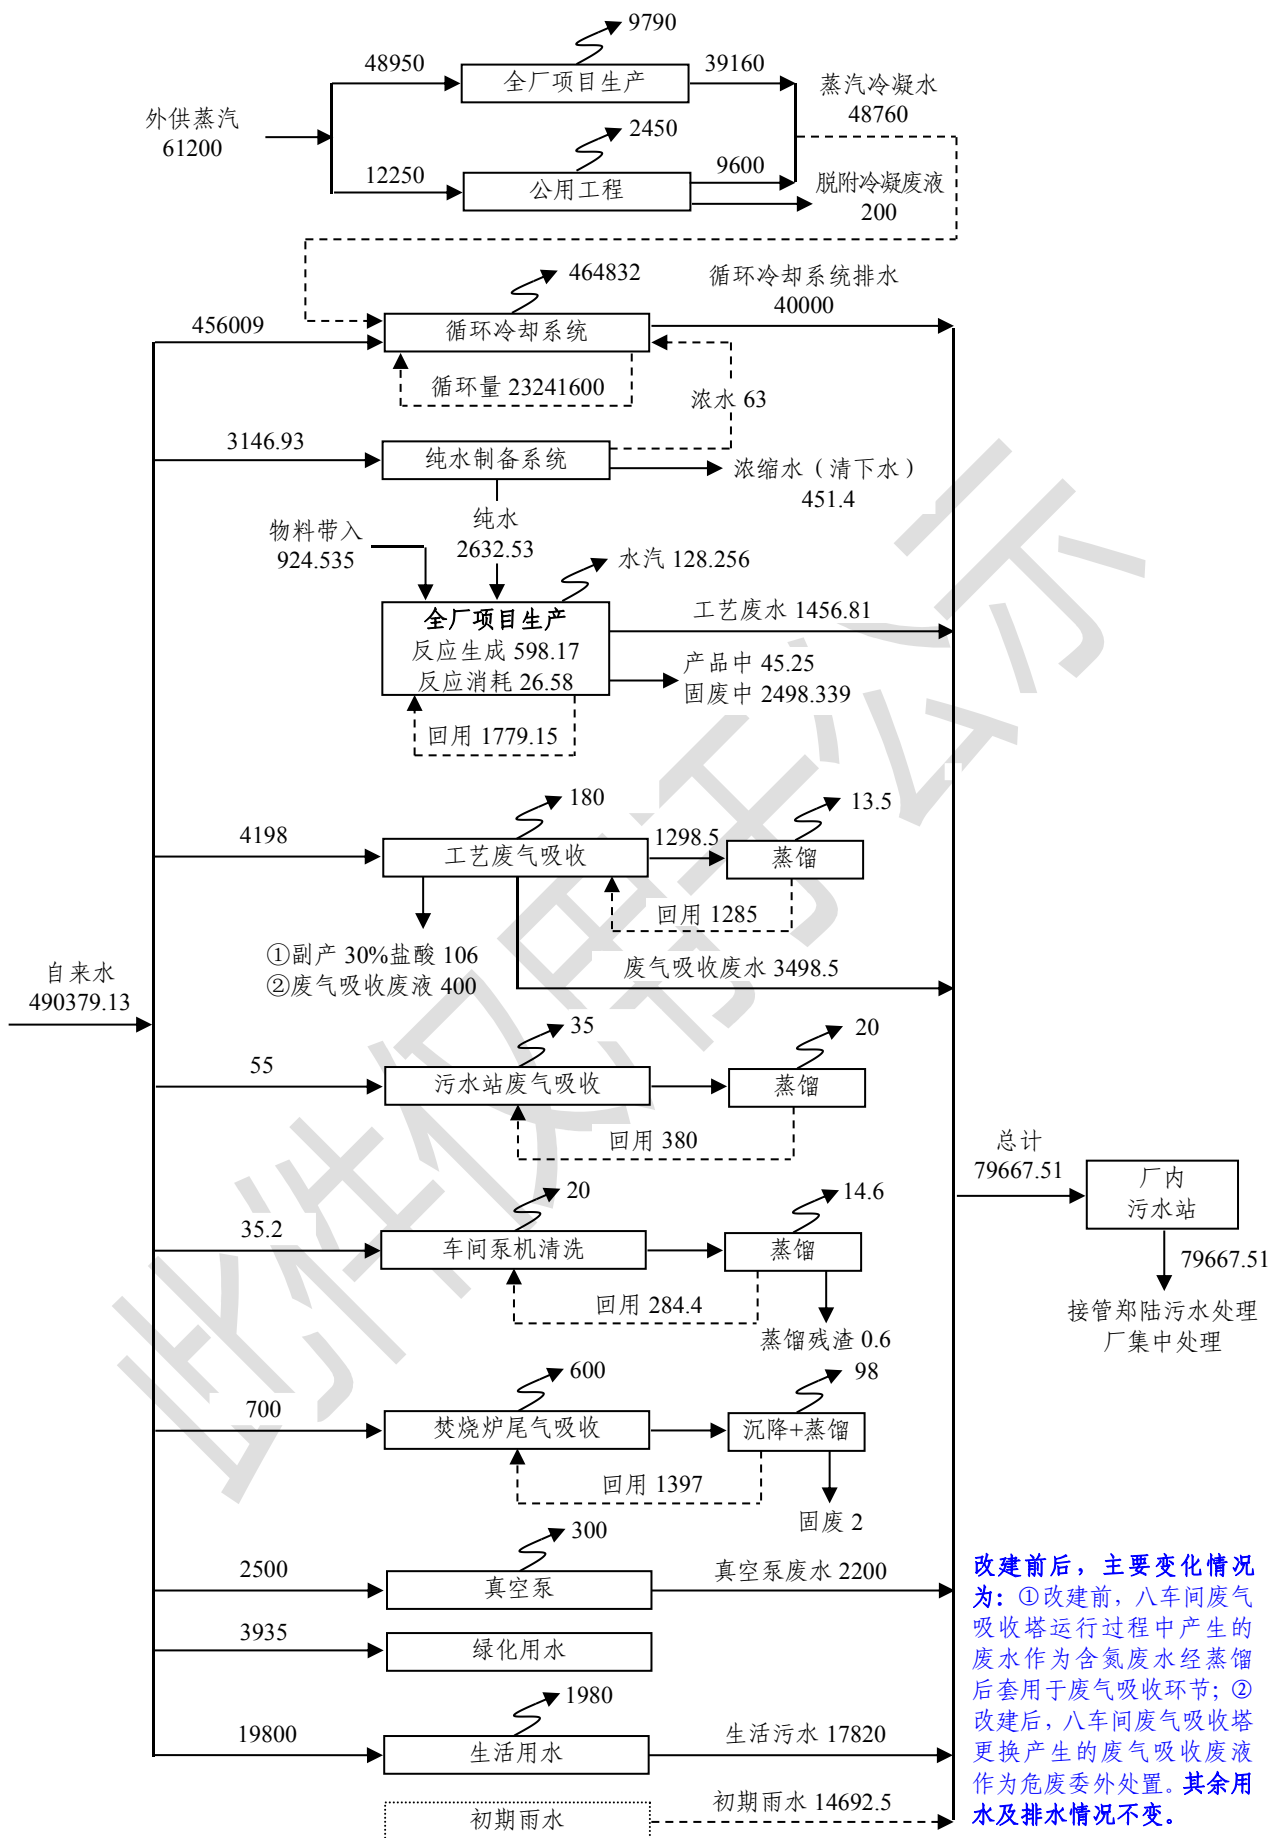 9790
48950
全厂项目生产
39160
蒸汽冷凝水
48760
外供蒸汽
61200
2450
12250
公用工程
9600
脱附冷凝废液
200
464832
循环冷却系统排水
40000
456009
循环冷却系统
循环量 23241600
浓水 63
3146.93
纯水制备系统
浓缩水（清下水）
451.4
物料带入
924.535
纯水
2632.53
水汽 128.256
全厂项目生产
反应生成 598.17
反应消耗 26.58
工艺废水 1456.81
产品中 45.25
固废中 2498.339
回用 1779.15
180
13.5
4198
工艺废气吸收
1298.5
蒸馏
回用 1285
①副产 30%盐酸 106
②废气吸收废液 400
废气吸收废水 3498.5
自来水
490379.13
35
20
55
污水站废气吸收
蒸馏
回用 380
总计
79667.51
厂内
污水站
20
14.6
35.2
车间泵机清洗
蒸馏
回用 284.4
蒸馏残渣 0.6
79667.51
接管郑陆污水处理
厂集中处理
600
98
700
焚烧炉尾气吸收
沉降+蒸馏
回用 1397
固废 2
300
2500
真空泵
真空泵废水 2200
3935
绿化用水
1980
19800
生活用水
生活污水 17820
初期雨水
初期雨水 14692.5
改建前后，主要变化情况
为：①改建前，八车间废气
吸收塔运行过程中产生的
废水作为含氮废水经蒸馏
后套用于废气吸收环节；②
改建后，八车间废气吸收塔
更换产生的废气吸收废液
作为危废委外处置。其余用
水及排水情况不变。
此件仅用于公示